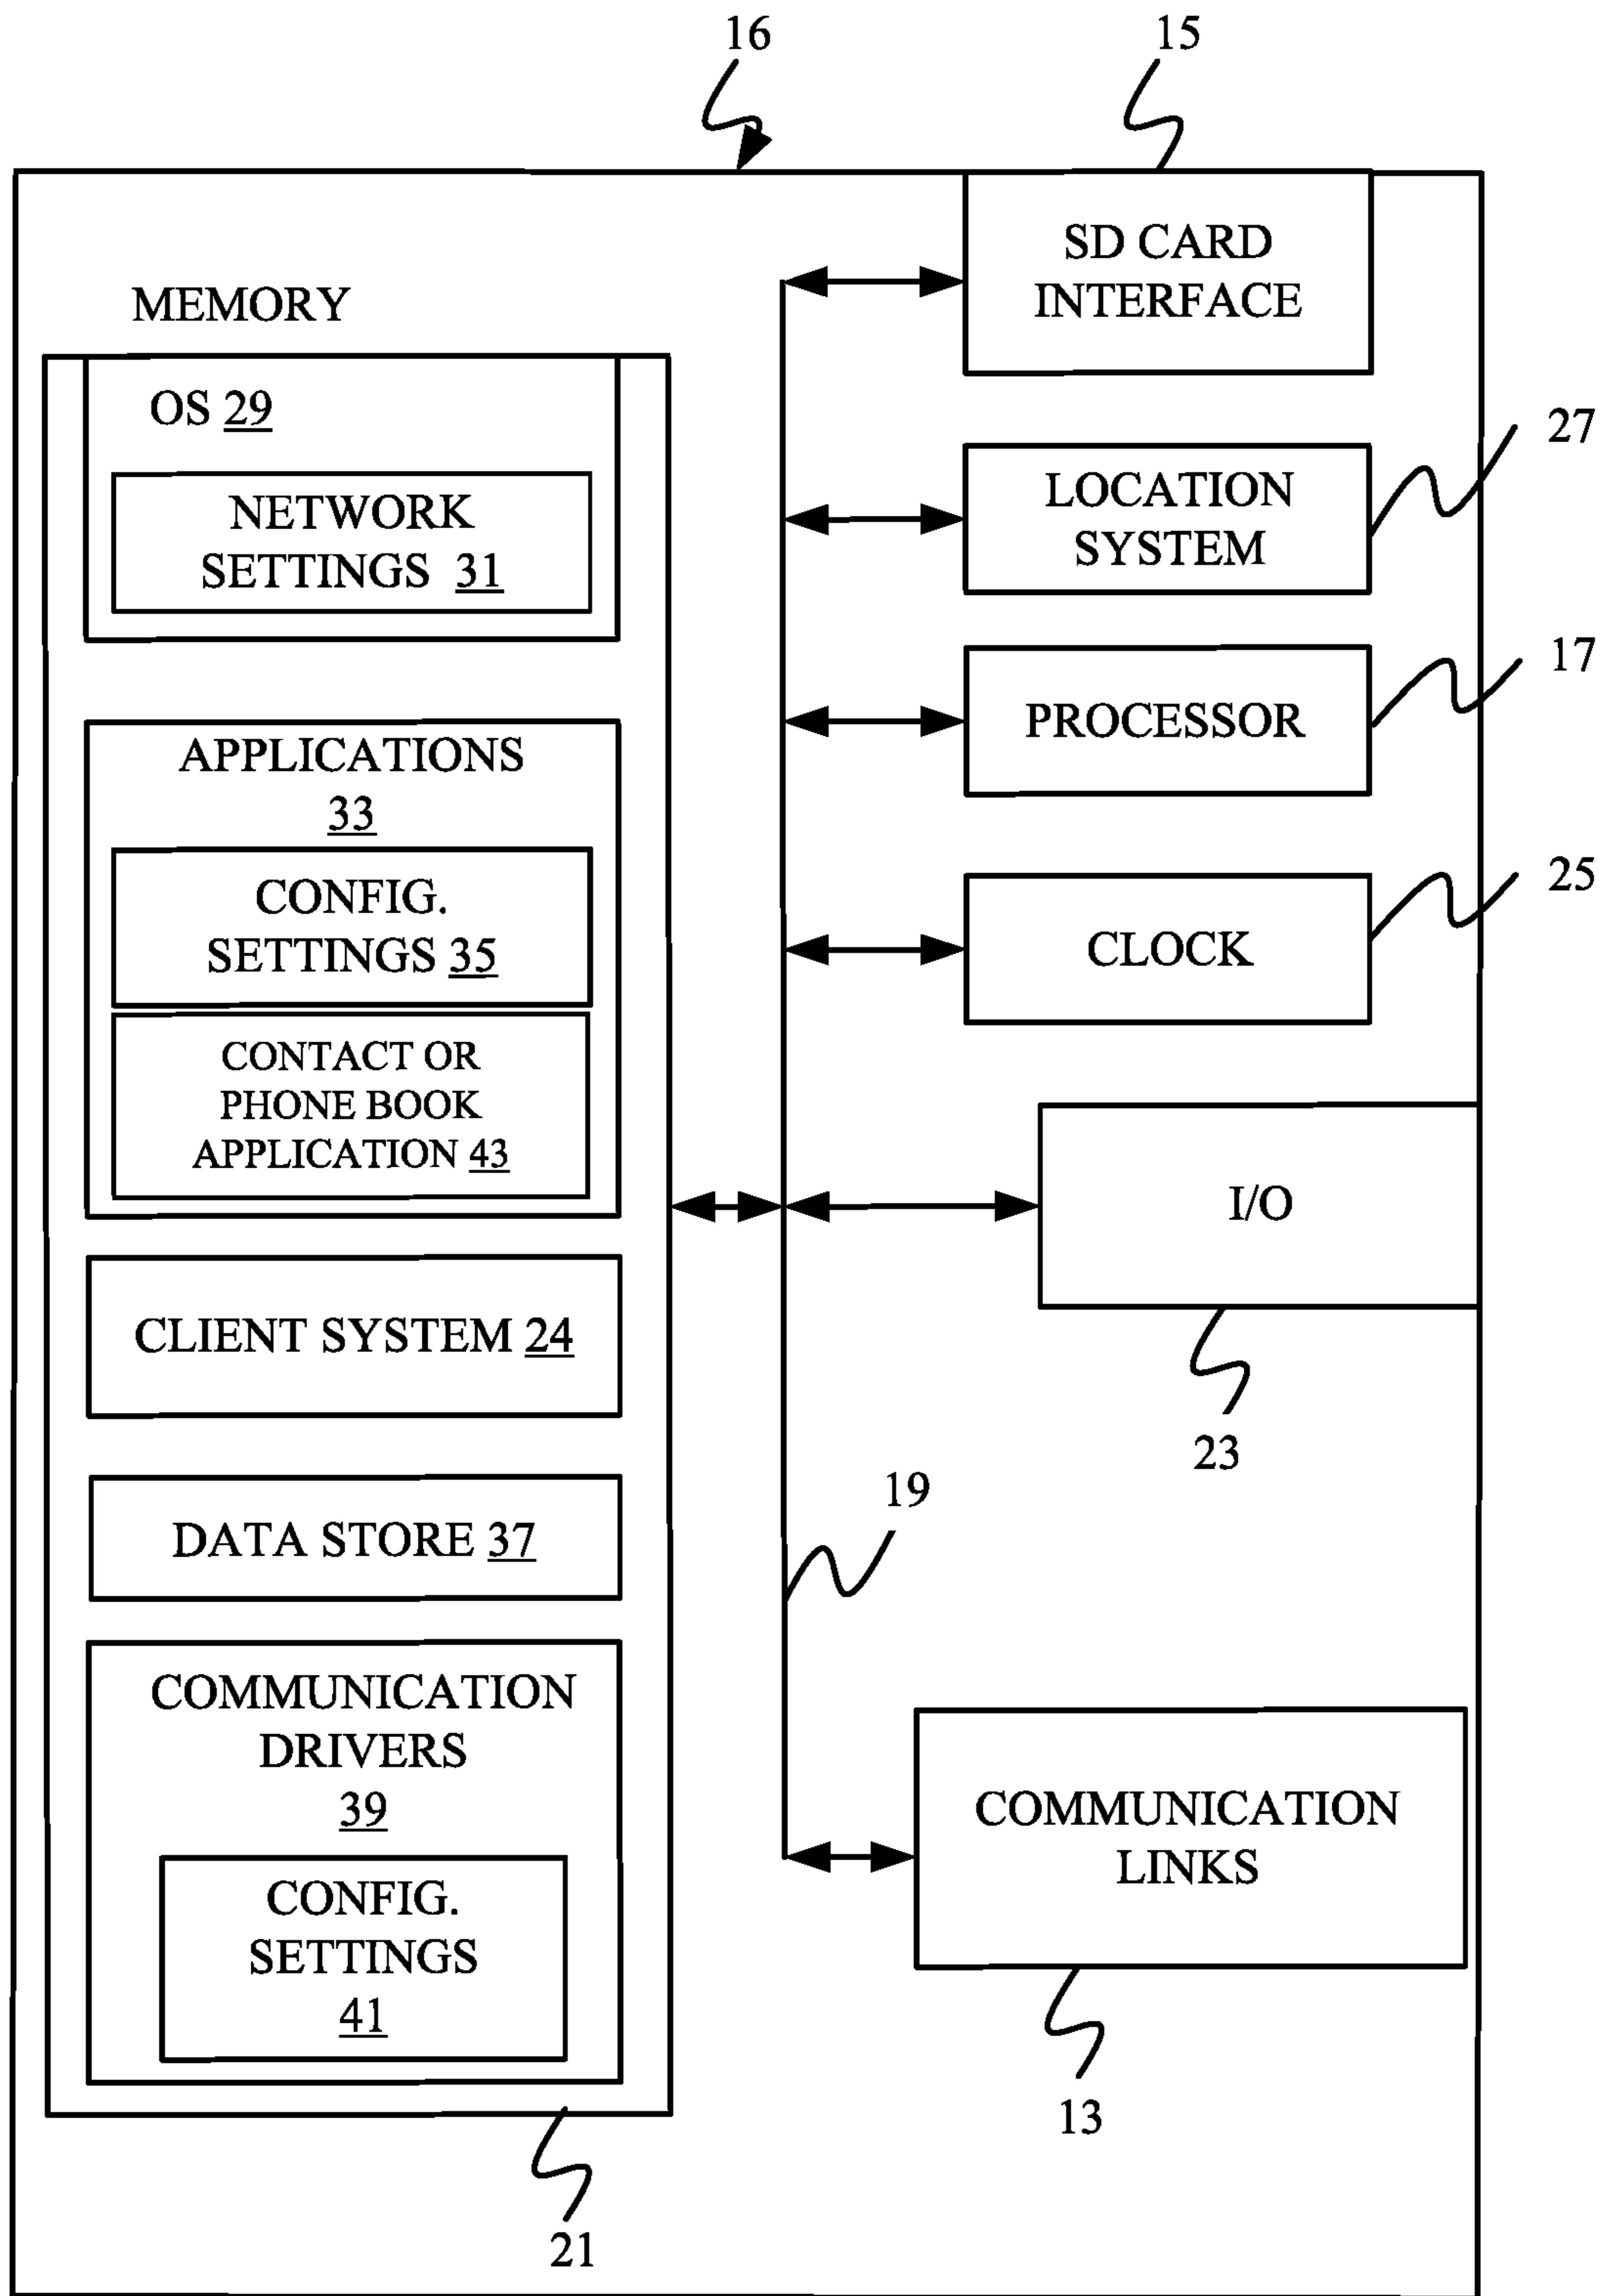 16
15
MEMORY
OS 29
NETWORK
SETTINGS 31
APPLICATIONS
33
CONFIG.
SETTINGS 35
CONTACT OR
PHONE BOOK
APPLICATION 43
CLIENT SYSTEM 24
DATA STORE 37
COMMUNICATION
DRIVERS
39
CONFIG.
SETTINGS
41
21
SD CARD
INTERFACE
LOCATION
SYSTEM
27
PROCESSOR
17
CLOCK
25
I/O
23
19
COMMUNICATION
LINKS
13